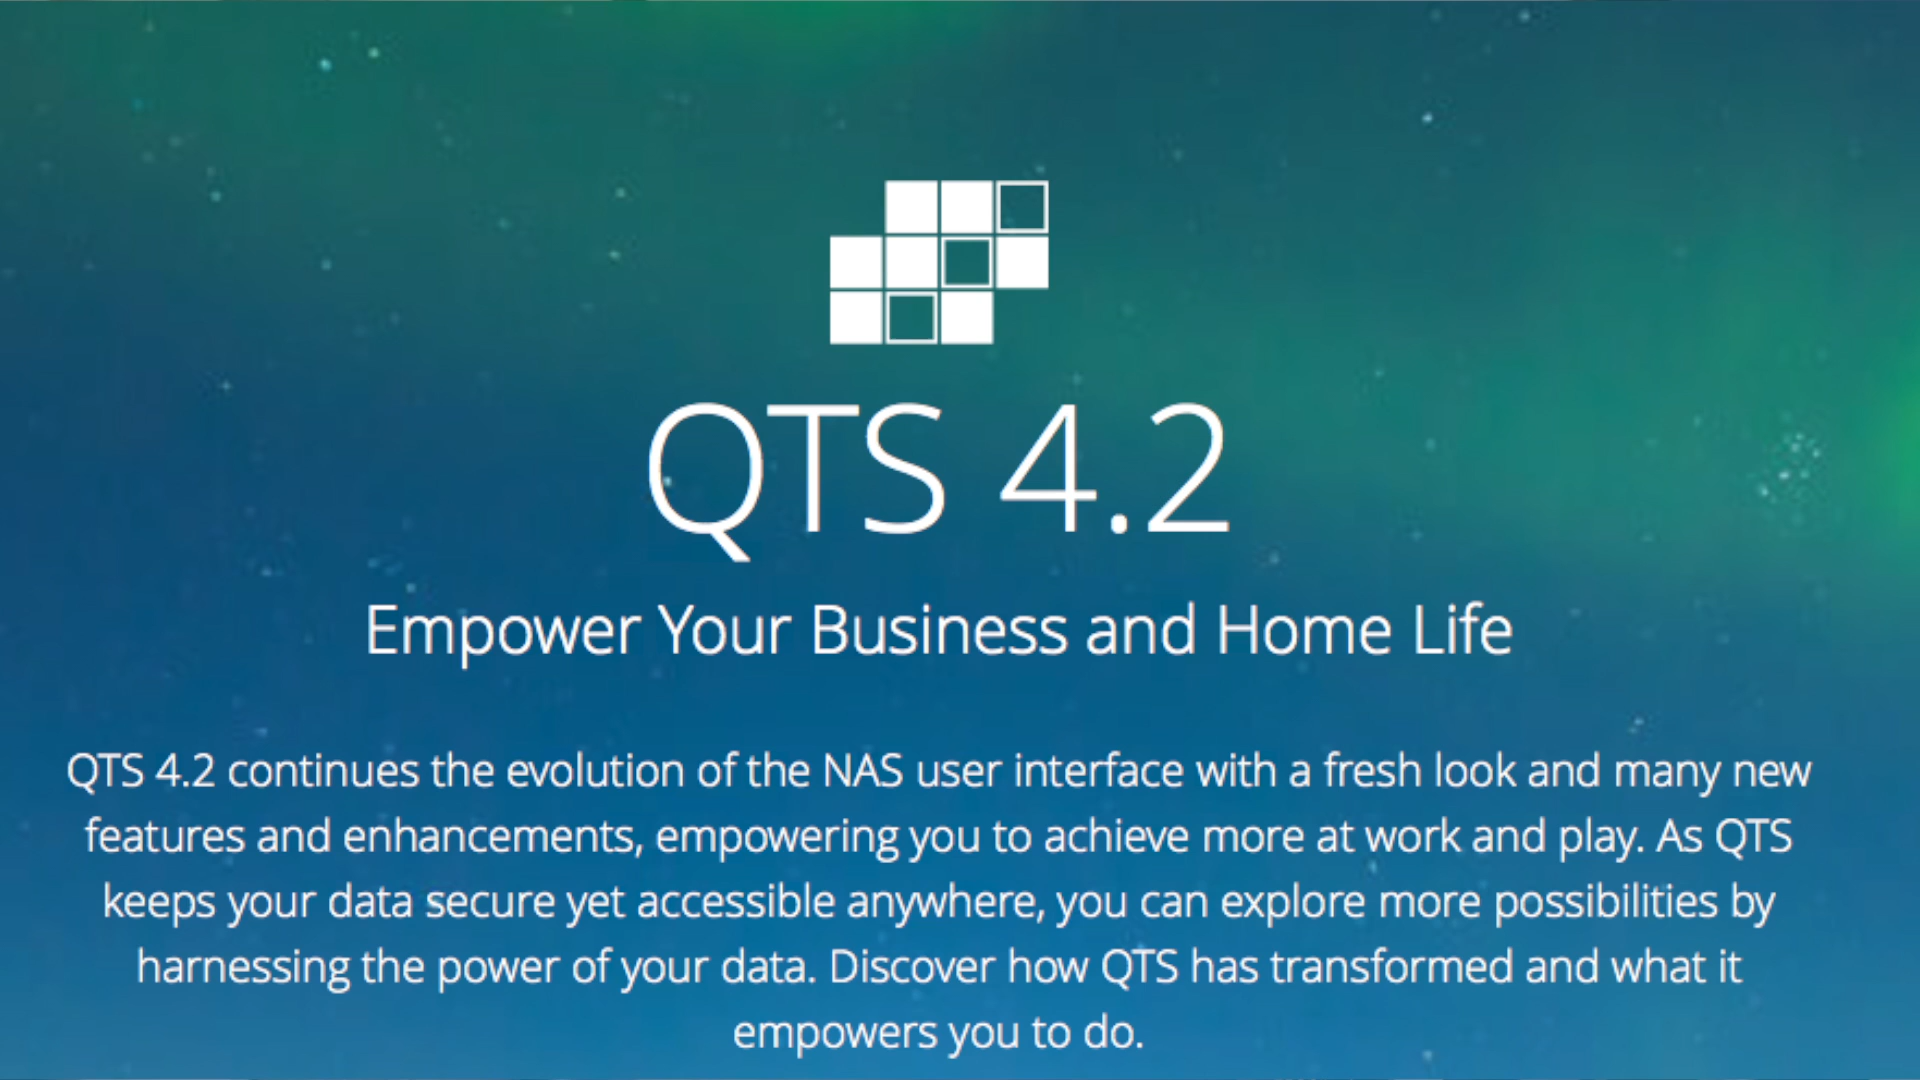 QTS 4.2
Empower Your Business and Home Life
QTS 4.2 continues the evolution of the NAS user interface with a fresh look and many new
features and enhancements, empowering you to achieve more at work and play. As QTS
keeps your data secure yet accessible anywhere, you can explore more possibilities by
harnessing the power of your data. Discover how QTS has transformed and what it
empowers you to do.